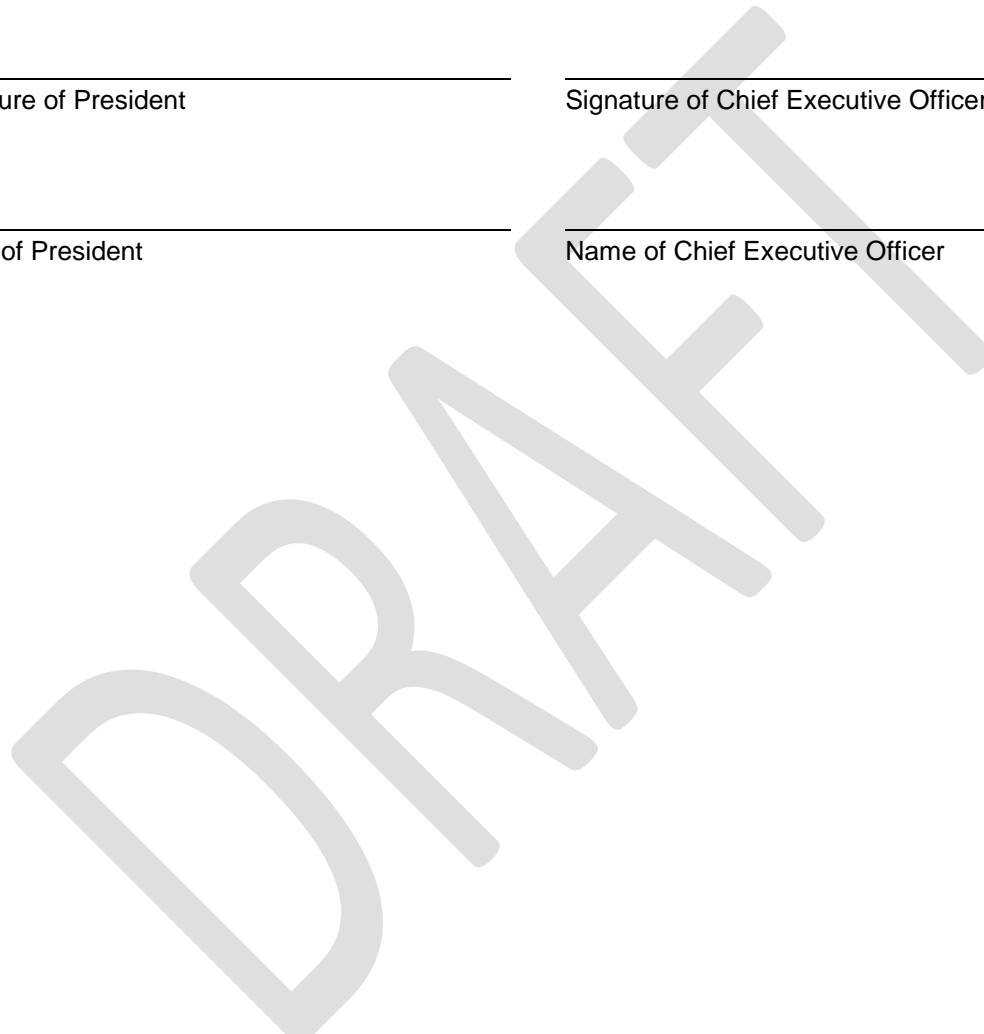 ure of President Signature of Chief Executive Officer
of President Name of Chief Executive Officer
DRAFT